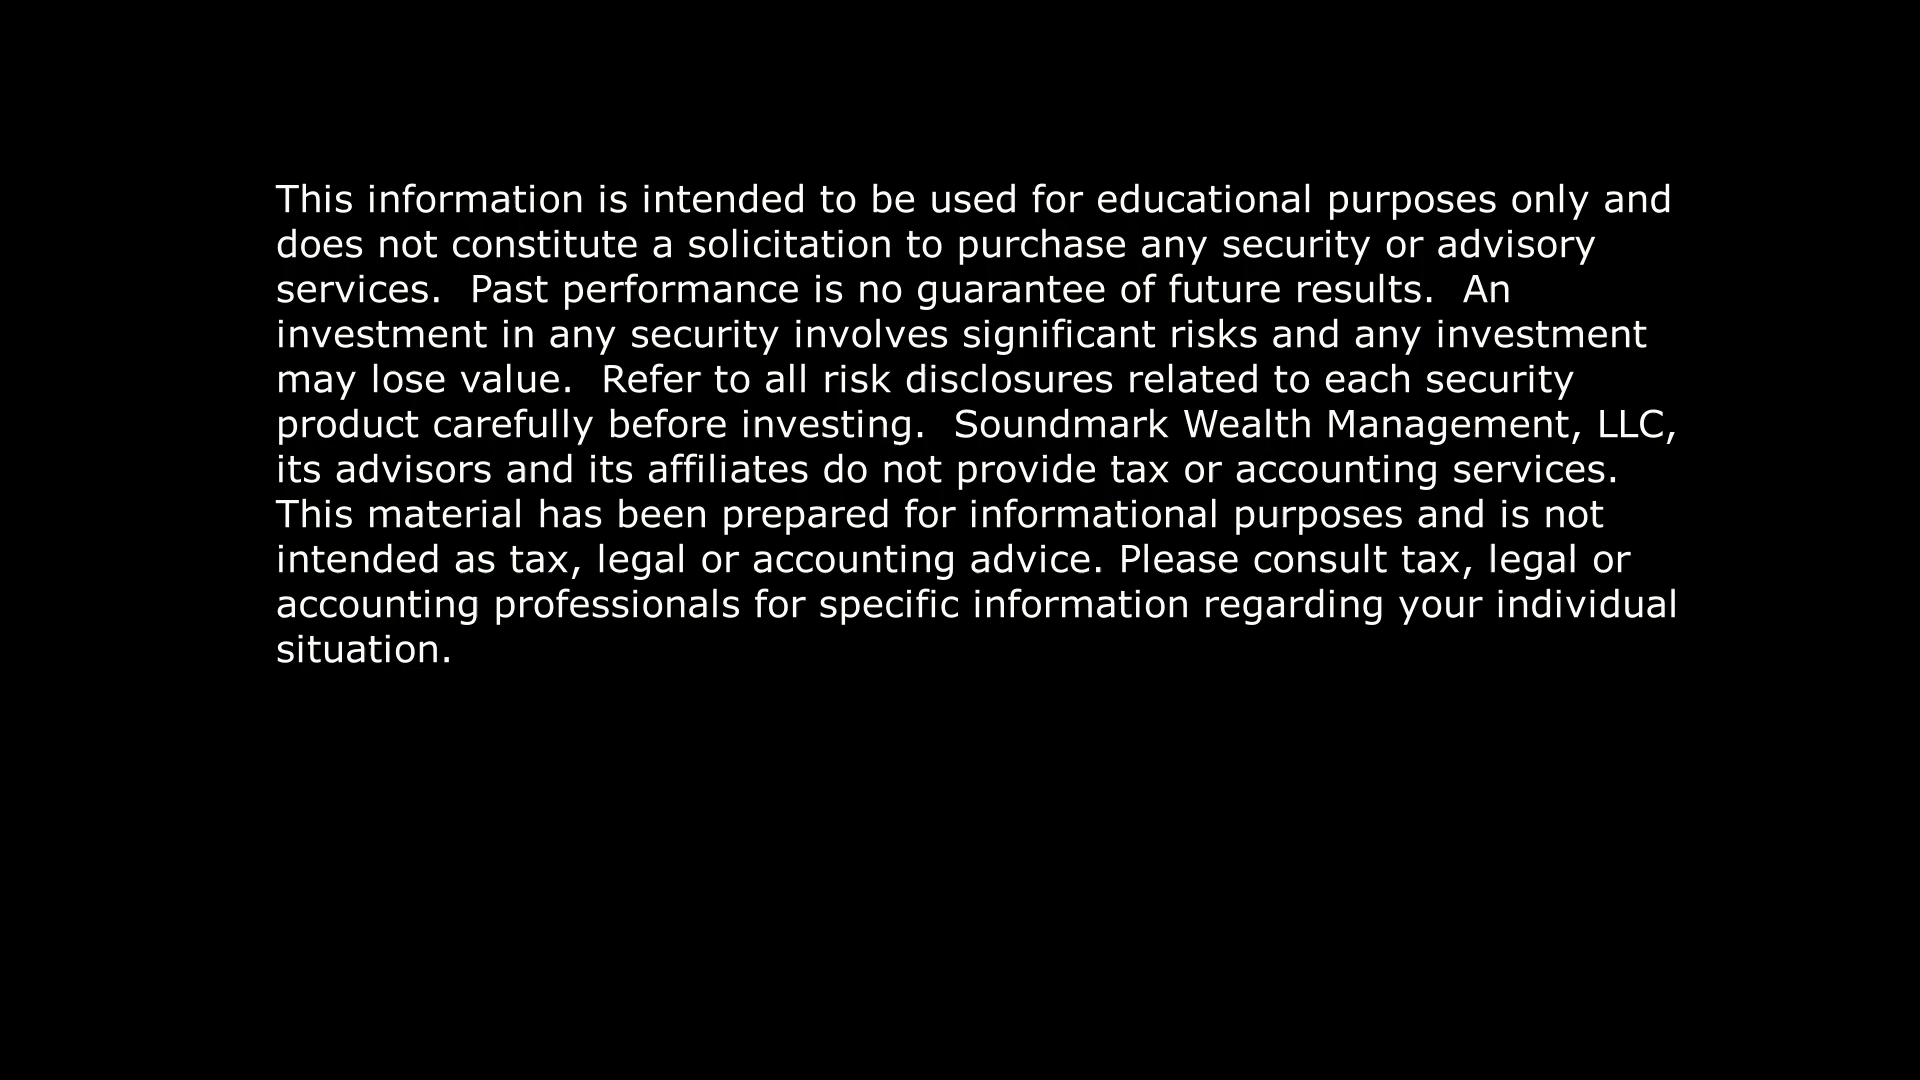 This information is intended to be used for educational purposes only and
does not constitute a solicitation to purchase any security or advisory
services.  Past performance is no guarantee of future results.  An
investment in any security involves significant risks and any investment
may lose value.  Refer to all risk disclosures related to each security
product carefully before investing.  Soundmark Wealth Management, LLC,
its advisors and its affiliates do not provide tax or accounting services.
This material has been prepared for informational purposes and is not
intended as tax, legal or accounting advice. Please consult tax, legal or
accounting professionals for specific information regarding your individual
situation.